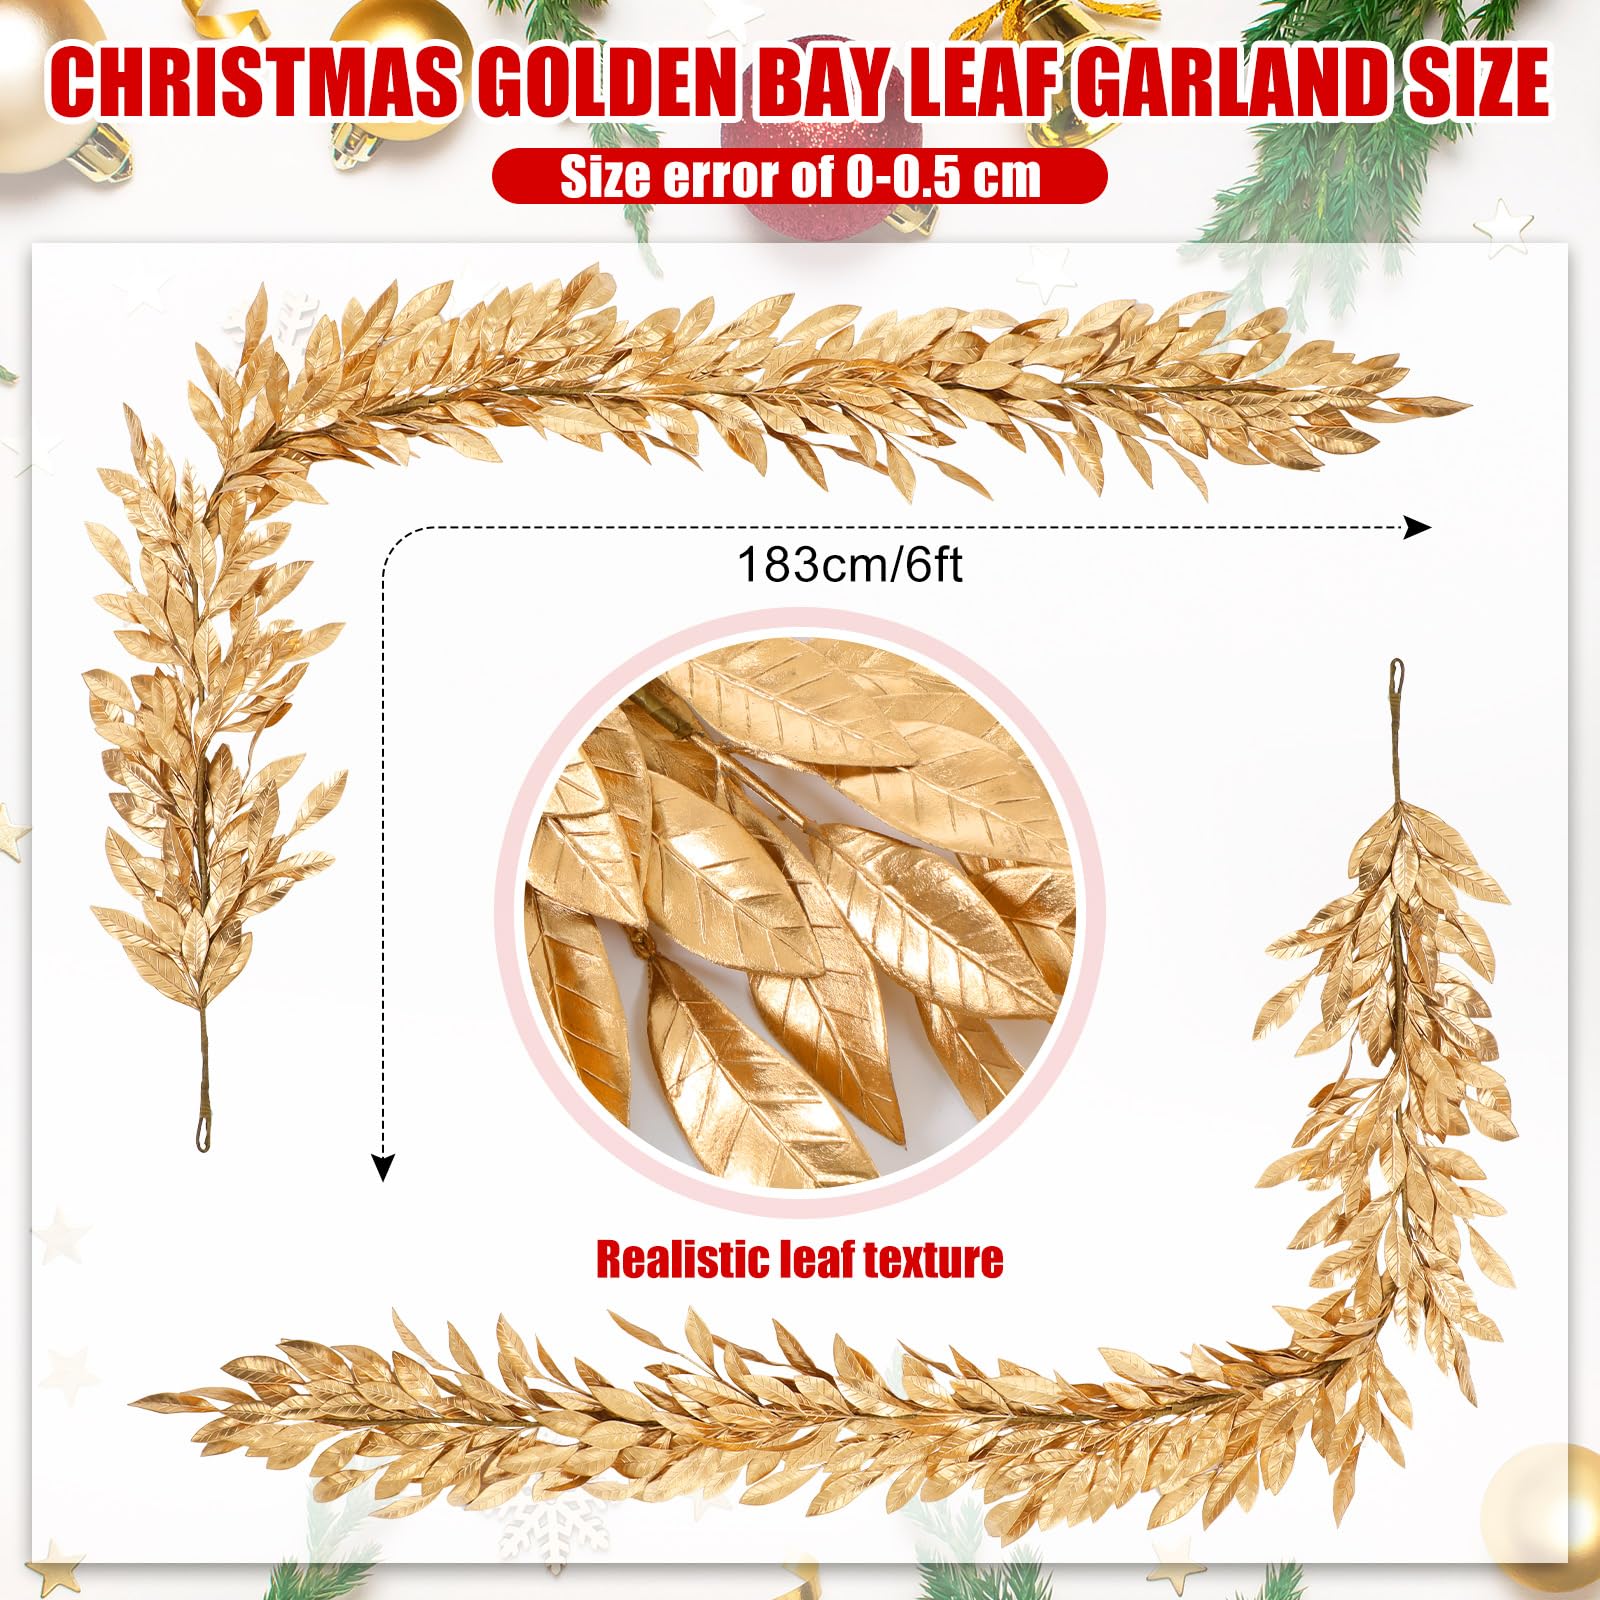 CHRISTMAS GOLDEN BAY LEAF GARLAND SIZE
Size error of 0-0.5 cm
183cm/6ft
Realistic leaf texture